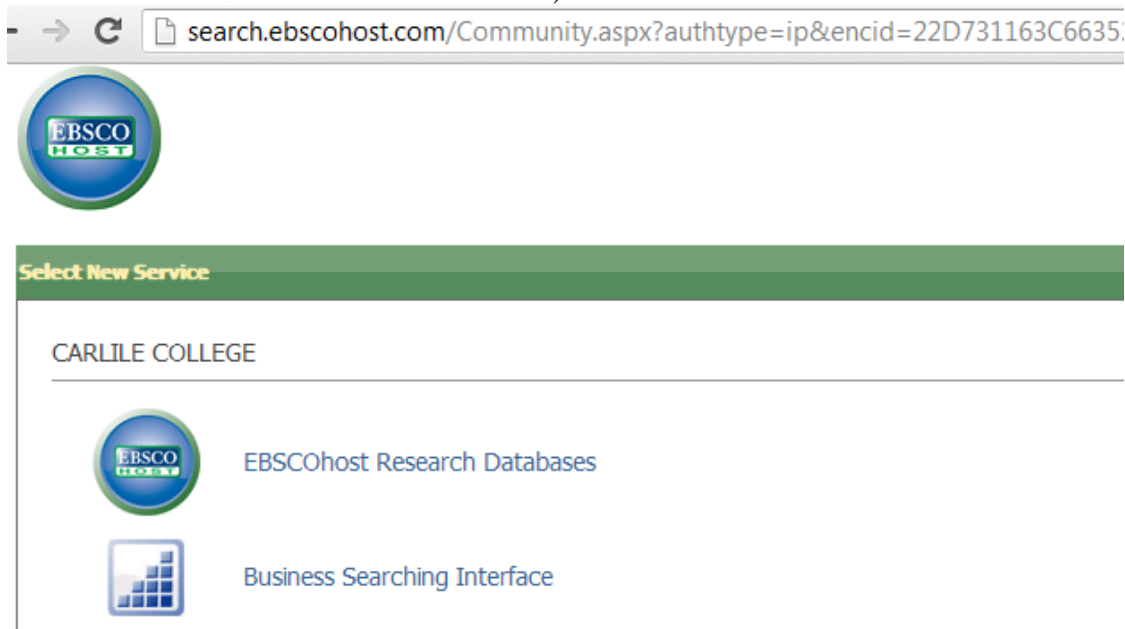 search.ebscohost.com/Community.aspx?authtype=ip&encid=22D731163C6635
EBSCO
HOST
Select New Service
CARLILE COLLEGE
EBSCO
HOST
EBSCOhost Research Databases
Business Searching Interface